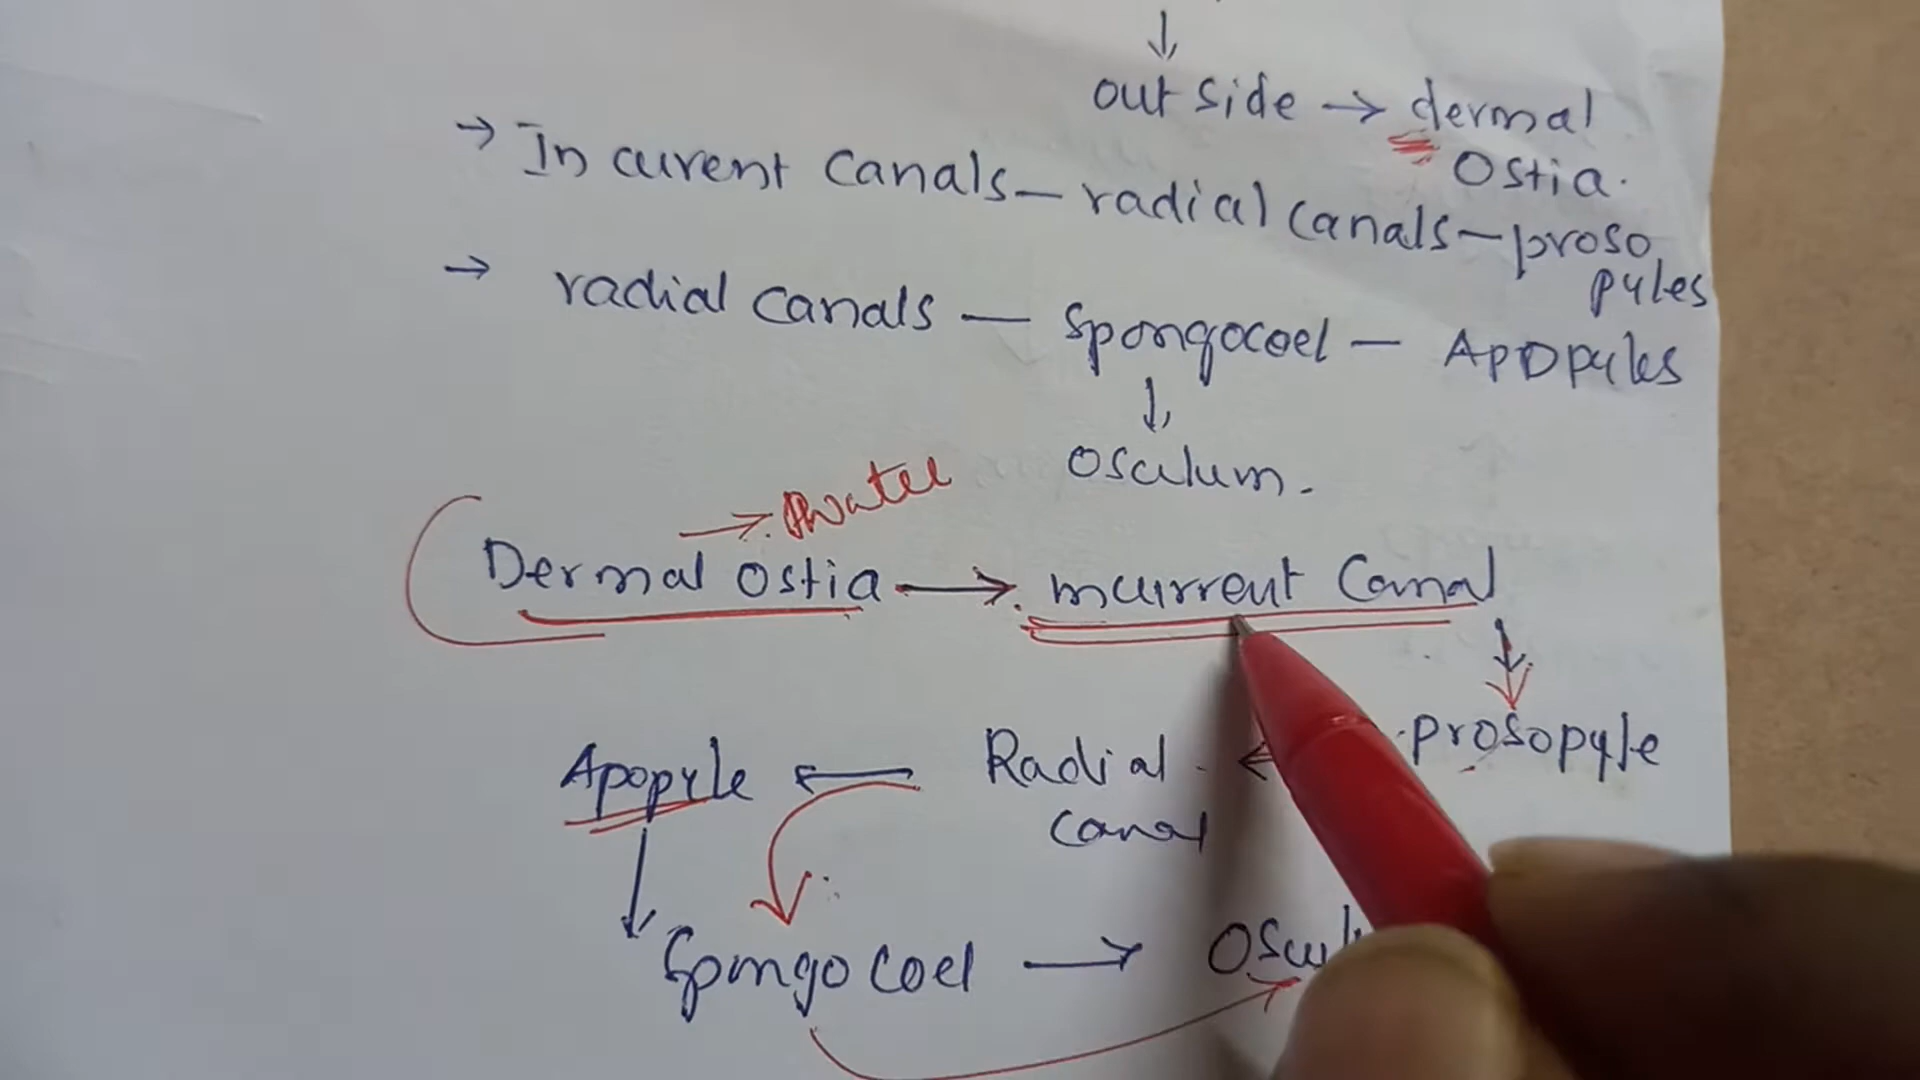 out side → dermal
Ostia.
→ In curent Canals — radial Canals — proso
pyles
→ radial Canals — Spongocoel — Apopyles
↓
Osculum.
→ water
Dermal Ostia → incurrent Canal
↓
Apopyle ← Radial ← prosopyle
Canal
↓
Spongo coel →